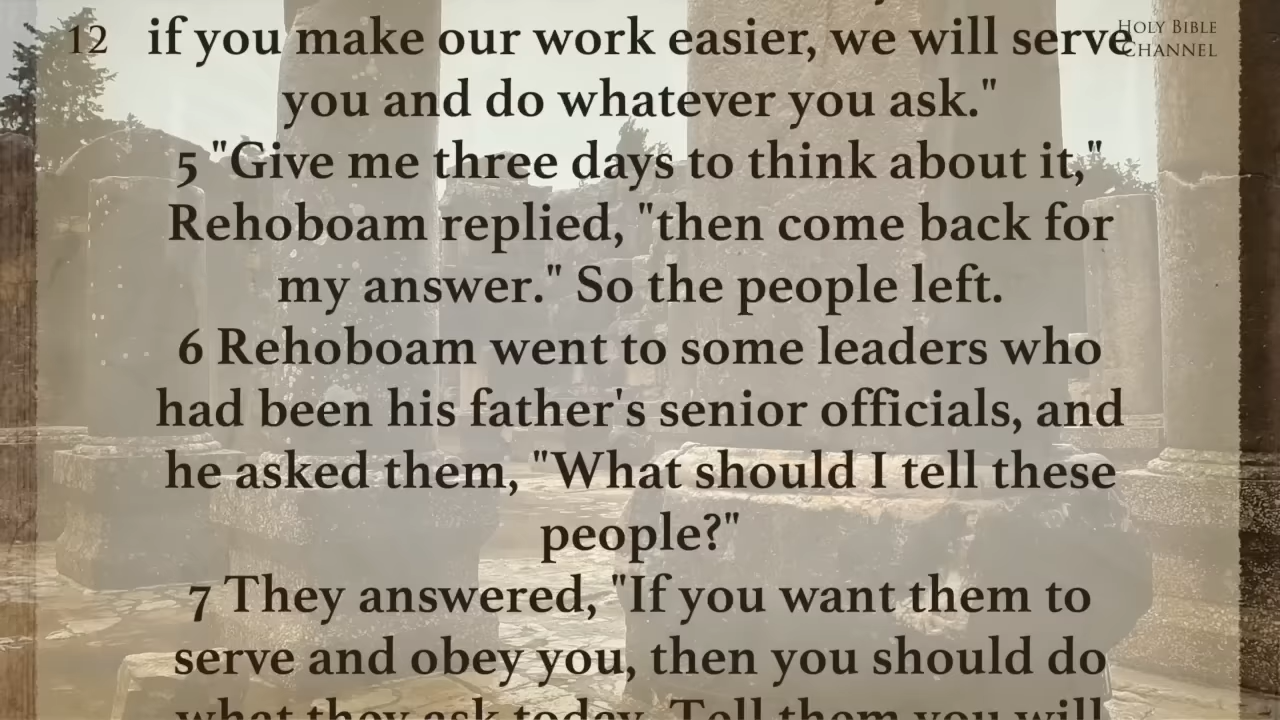 12
HOLY BIBLE
CHANNEL
if you make our work easier, we will serve
you and do whatever you ask."
5 "Give me three days to think about it,"
Rehoboam replied, "then come back for
my answer." So the people left.
6 Rehoboam went to some leaders who
had been his father's senior officials, and
he asked them, "What should I tell these
people?"
7 They answered, "If you want them to
serve and obey you, then you should do
what they ask today. Tell them you will